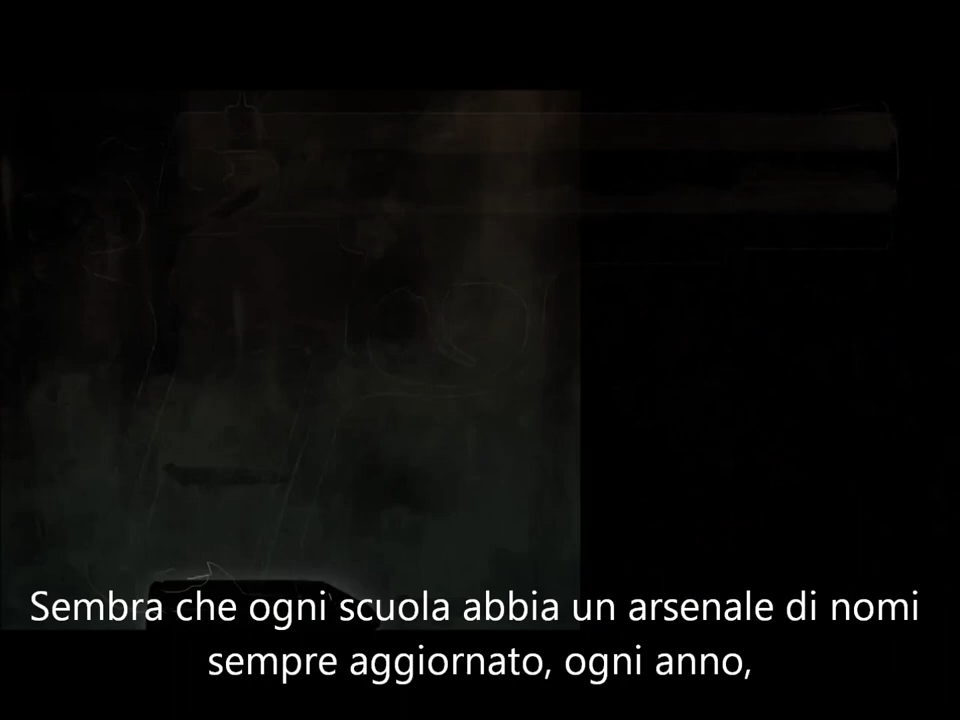 Sembra che ogni scuola abbia un arsenale di nomi
sempre aggiornato, ogni anno,